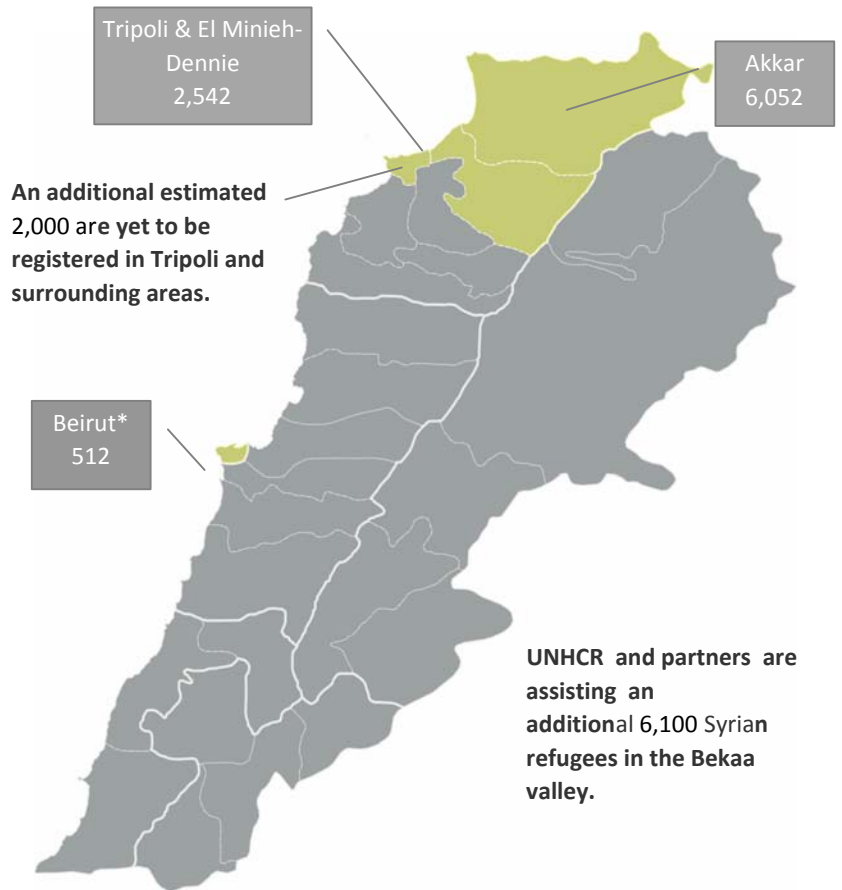 Tripoli & El Minieh-
Dennie
2,542
Akkar
6,052
An additional estimated
2,000 are yet to be
registered in Tripoli and
surrounding areas.
Beirut*
512
UNHCR and partners are
assisting an
additional 6,100 Syrian
refugees in the Bekaa
valley.